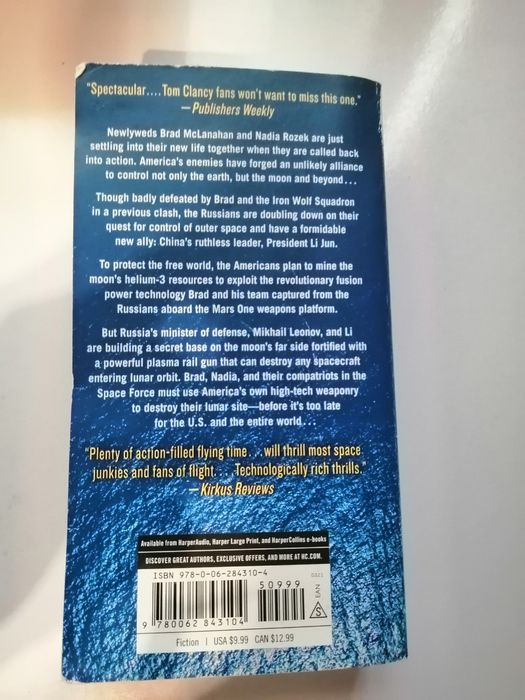 "Spectacular.... Tom Clancy fans won't want to miss this one."
—Publishers Weekly
Newlyweds Brad McLanahan and Nadia Rozek are just
settling into their new life together when they are called back
into action. America's enemies have forged an unlikely alliance
to control not only the earth, but the moon and beyond...
Though badly defeated by Brad and the Iron Wolf Squadron
in a previous clash, the Russians are doubling down on their
quest for control of outer space and have a formidable
new ally: China's ruthless leader, President Li Jun.
To protect the free world, the Americans plan to mine the
moon's helium-3 resources to exploit the revolutionary fusion
power technology Brad and his team captured from the
Russians aboard the Mars One weapons platform.
But Russia's minister of defense, Mikhail Leonov, and Li
are building a secret base on the moon's far side fortified with
a powerful plasma rail gun that can destroy any spacecraft
entering lunar orbit. Brad, Nadia, and their compatriots in the
Space Force must use America's own high-tech weaponry
to destroy their lunar site—before it's too late
for the U.S. and the entire world...
"Plenty of action-filled flying time...will thrill most space
junkies and fans of flight.... Technologically rich thrills."
—Kirkus Reviews
Available from HarperAudio, Harper Large Print, and HarperCollins e-books
DISCOVER GREAT AUTHORS, EXCLUSIVE OFFERS, AND MORE AT HC.COM.
ISBN 978-0-06-284310-4
0321
50999
EAN
S
9 780062 843104
Fiction | USA $9.99 CAN $12.99